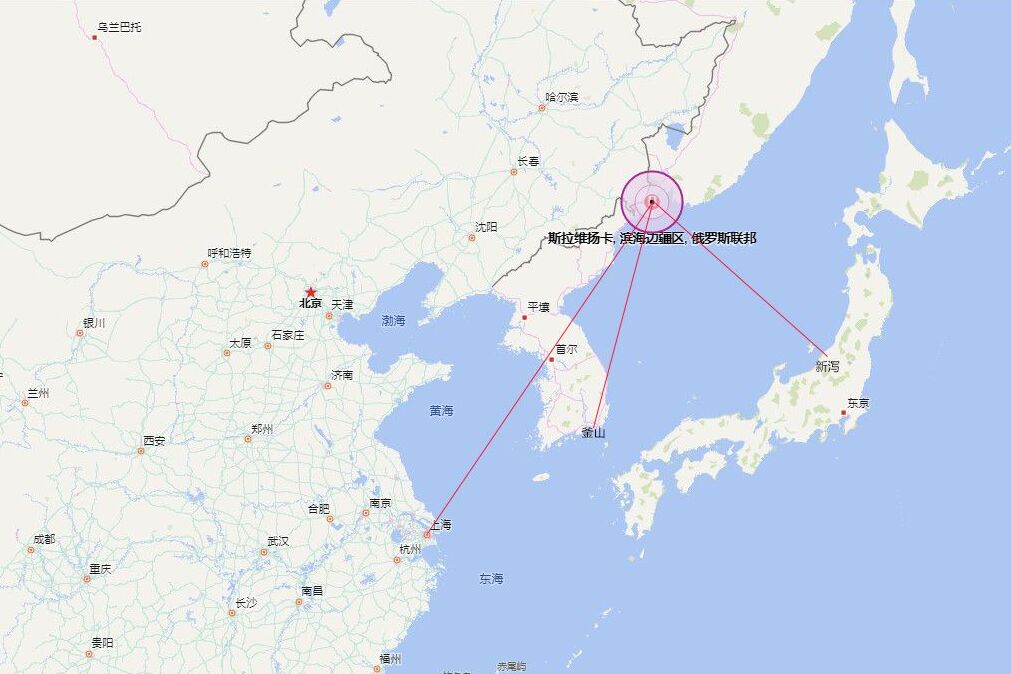 乌兰巴托
哈尔滨
长春
沈阳
斯拉维扬卡, 滨海边疆区, 俄罗斯联邦
呼和浩特
北京
天津
平壤
渤海
银川
石家庄
太原
首尔
新泻
济南
兰州
东京
黄海
郑州
釜山
西安
南京
合肥
上海
成都
武汉
杭州
重庆
东海
南昌
长沙
贵阳
福州
赤尾屿